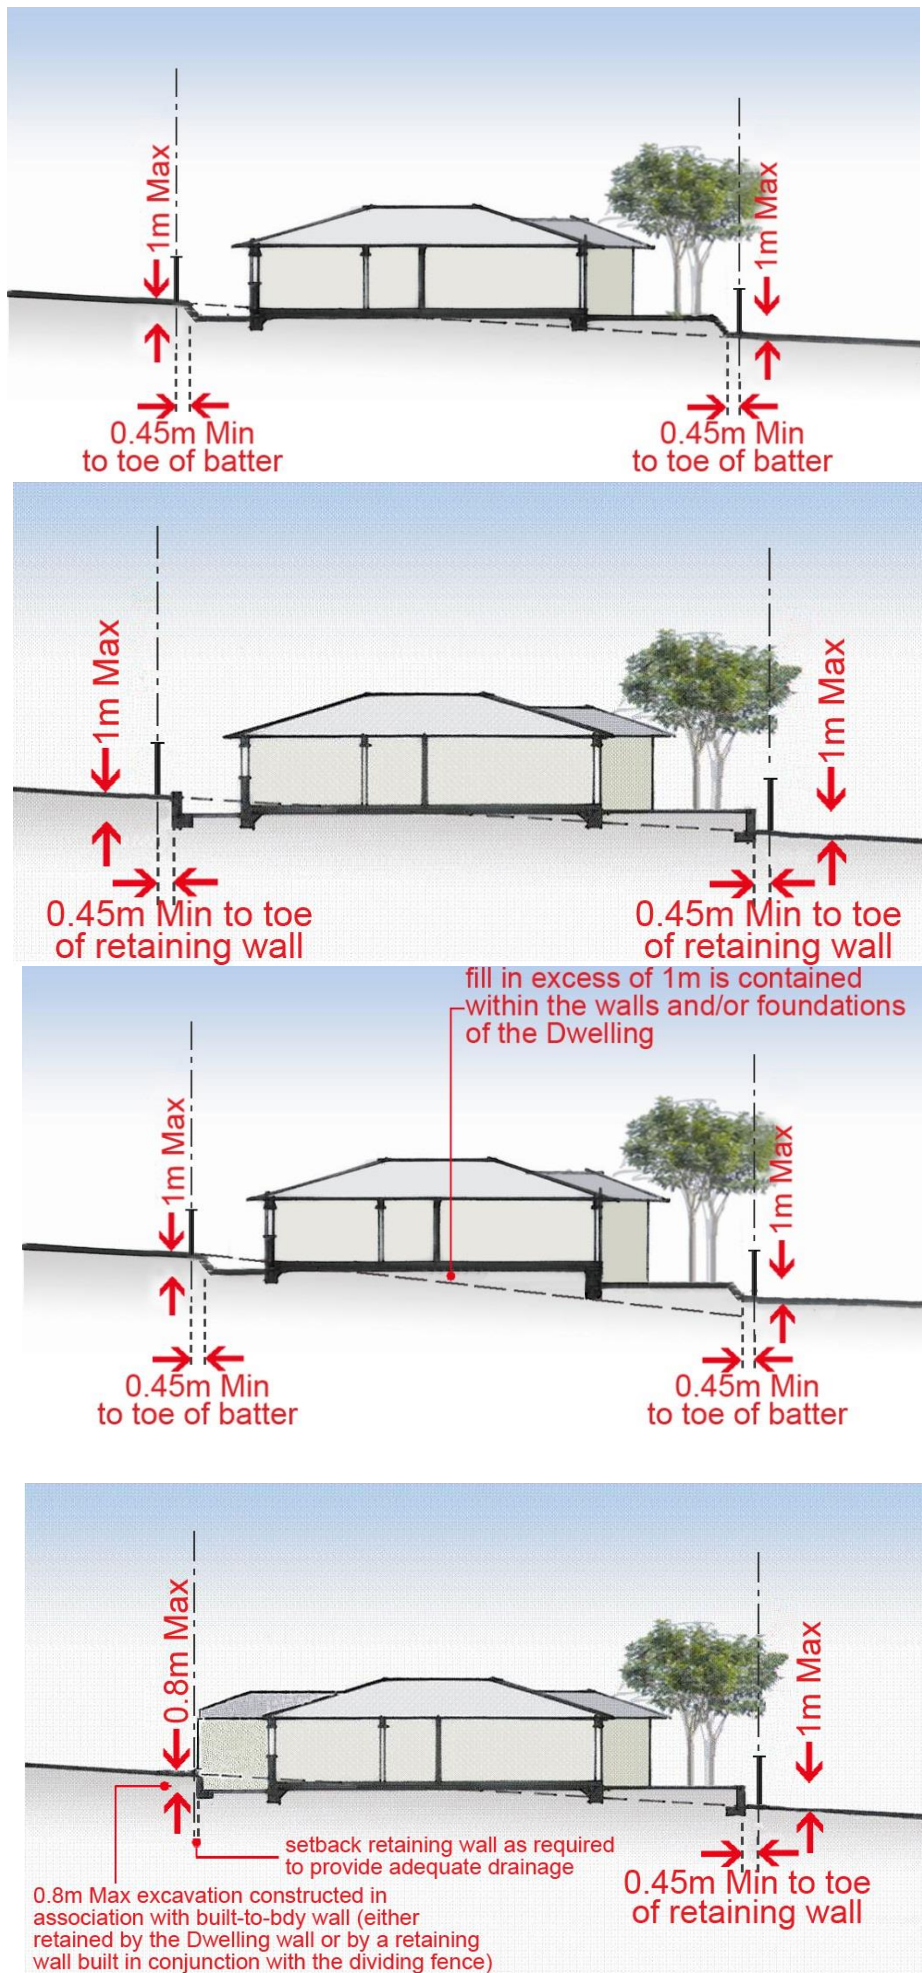 1m Max
1m Max
0.45m Min
to toe of batter
0.45m Min
to toe of batter
1m Max
1m Max
0.45m Min to toe
of retaining wall
0.45m Min to toe
of retaining wall
fill in excess of 1m is contained
within the walls and/or foundations
of the Dwelling
1m Max
1m Max
0.45m Min
to toe of batter
0.45m Min
to toe of batter
0.8m Max
1m Max
setback retaining wall as required
to provide adequate drainage
0.45m Min to toe
of retaining wall
0.8m Max excavation constructed in
association with built-to-bdy wall (either
retained by the Dwelling wall or by a retaining
wall built in conjunction with the dividing fence)